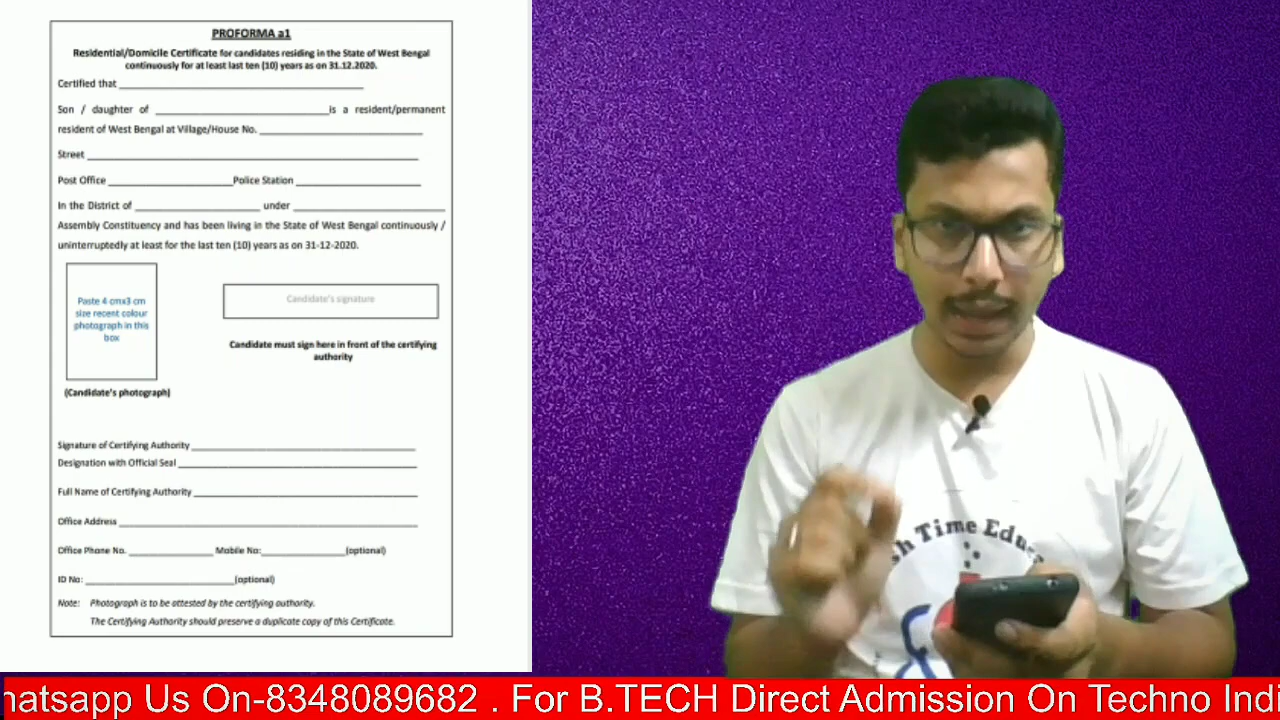 PROFORMA a1
Residential/Domicile Certificate for candidates residing in the State of West Bengal
continuously for at least last ten (10) years as on 31.12.2020.
Certified that
Son / daughter of is a resident/permanent
resident of West Bengal at Village/House No.
Street
Post Office Police Station
In the District of under
Assembly Constituency and has been living in the State of West Bengal continuously /
uninterruptedly at least for the last ten (10) years as on 31-12-2020.
Paste 4 cmx3 cm
size recent colour
photograph in this
box
Candidate's signature
Candidate must sign here in front of the certifying
authority
(Candidate's photograph)
Signature of Certifying Authority
Designation with Official Seal
Full Name of Certifying Authority
Office Address
Office Phone No. Mobile No: (optional)
ID No: (optional)
Note: Photograph is to be attested by the certifying authority.
The Certifying Authority should preserve a duplicate copy of this Certificate.
Time
hatsapp Us On-8348089682 . For B.TECH Direct Admission On Techno Indi